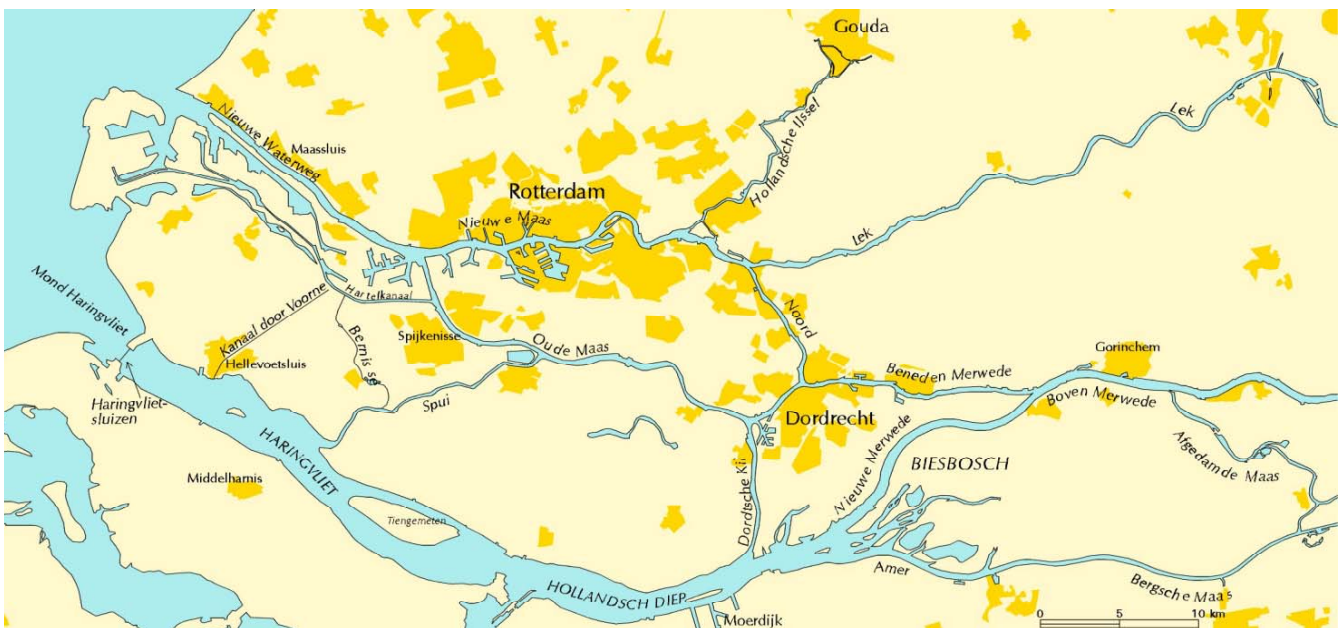 Gouda
Nieuwe Waterweg
Maassluis
Hollandsche IJssel
Lek
Rotterdam
Nieuwe Maas
Lek
Mond Haringvliet
Hartelkanaal
Kanaal door Voorne
Noord
Bernisse
Spijkenisse
Oude Maas
Gorinchem
Hellevoetsluis
Beneden Merwede
Boven Merwede
Haringvliet-
sluizen
Spui
Dordrecht
HARINGVLIET
Nieuwe Merwede
Afgedamde Maas
BIESBOSCH
Middelharnis
Dordtsche Kil
Tiengemeten
Amer
HOLLANDSCH DIEP
Bergsche Maas
Moerdijk
0 5 10 km